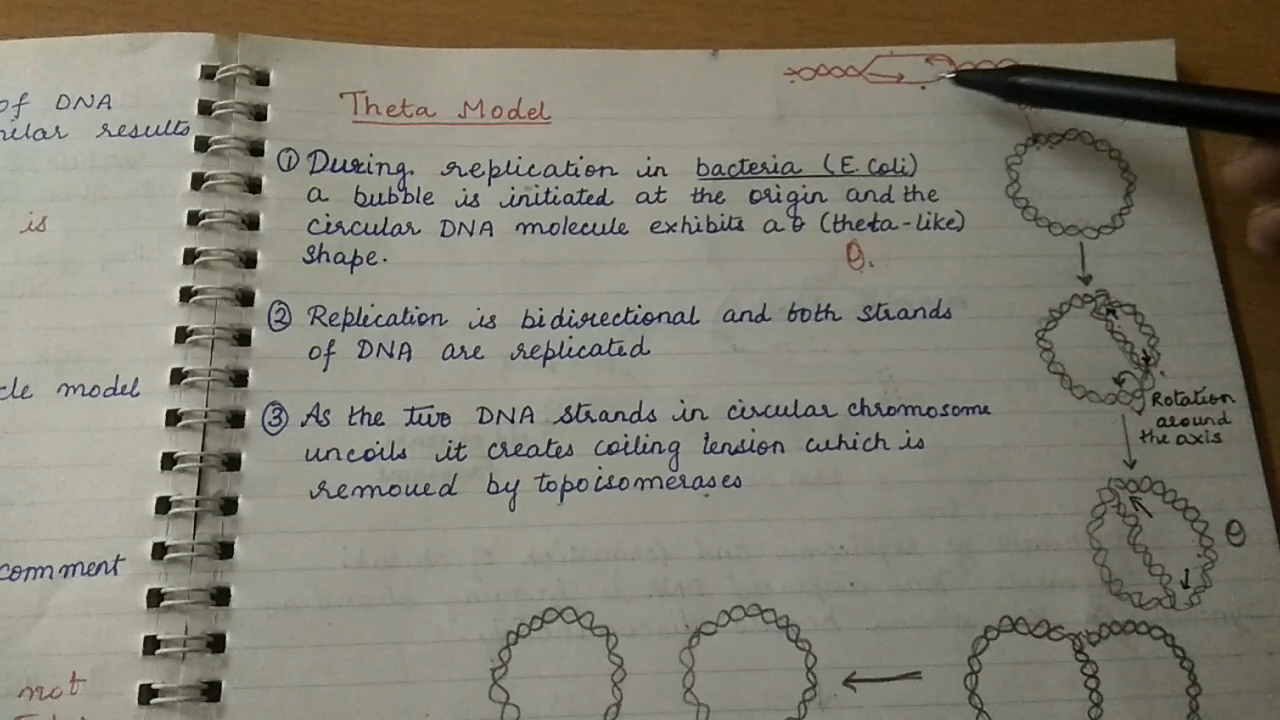 of DNA
results
is
model
comment
not
Theta Model
① During replication in bacteria (E. Coli)
a bubble is initiated at the origin and the
circular DNA molecule exhibits a θ (theta-like)
shape.
θ.
② Replication is bidirectional and both strands
of DNA are replicated
③ As the two DNA strands in circular chromosome
uncoils it creates coiling tension which is
removed by topoisomerases
Rotation
around
the axis
θ